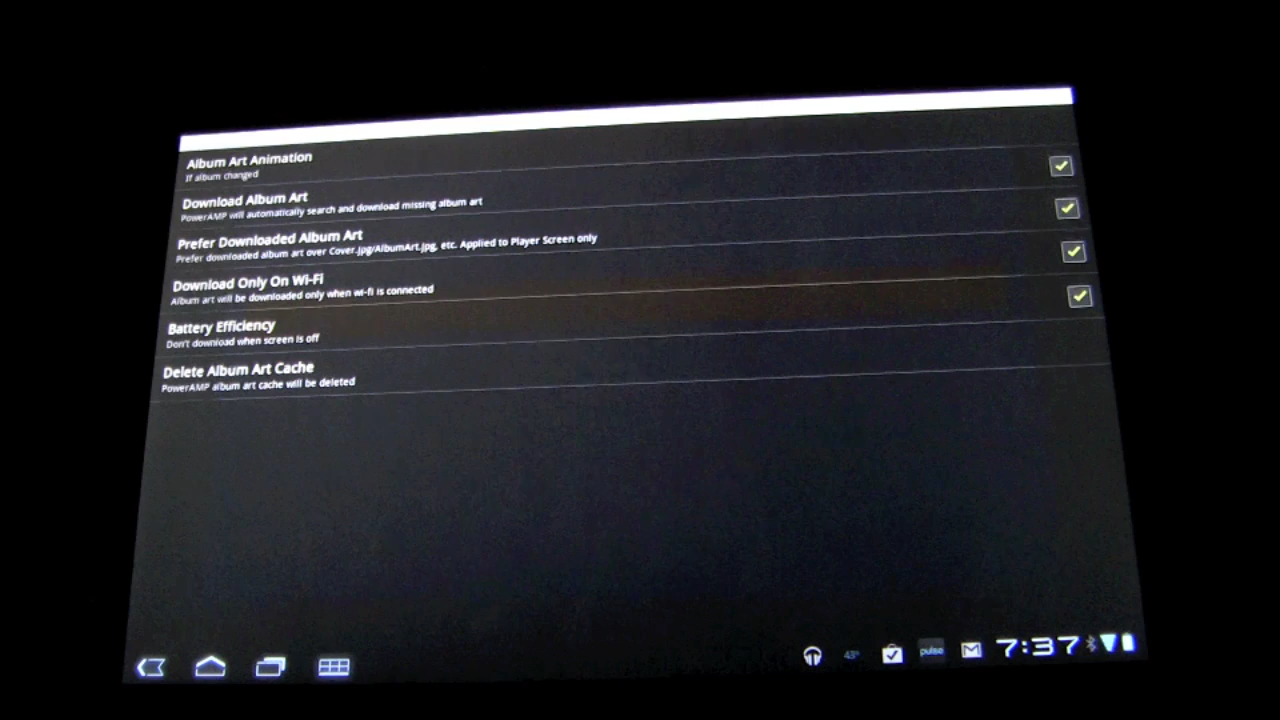 Album Art Animation
If album changed
Download Album Art
PowerAMP will automatically search and download missing album art
Prefer Downloaded Album Art
Prefer downloaded album art over Cover.jpg/AlbumArt.jpg, etc. Applied to Player Screen only
Download Only On Wi-Fi
Album art will be downloaded only when wi-fi is connected
Battery Efficiency
Don't download when screen is off
Delete Album Art Cache
PowerAMP album art cache will be deleted
43° pulse 7:37